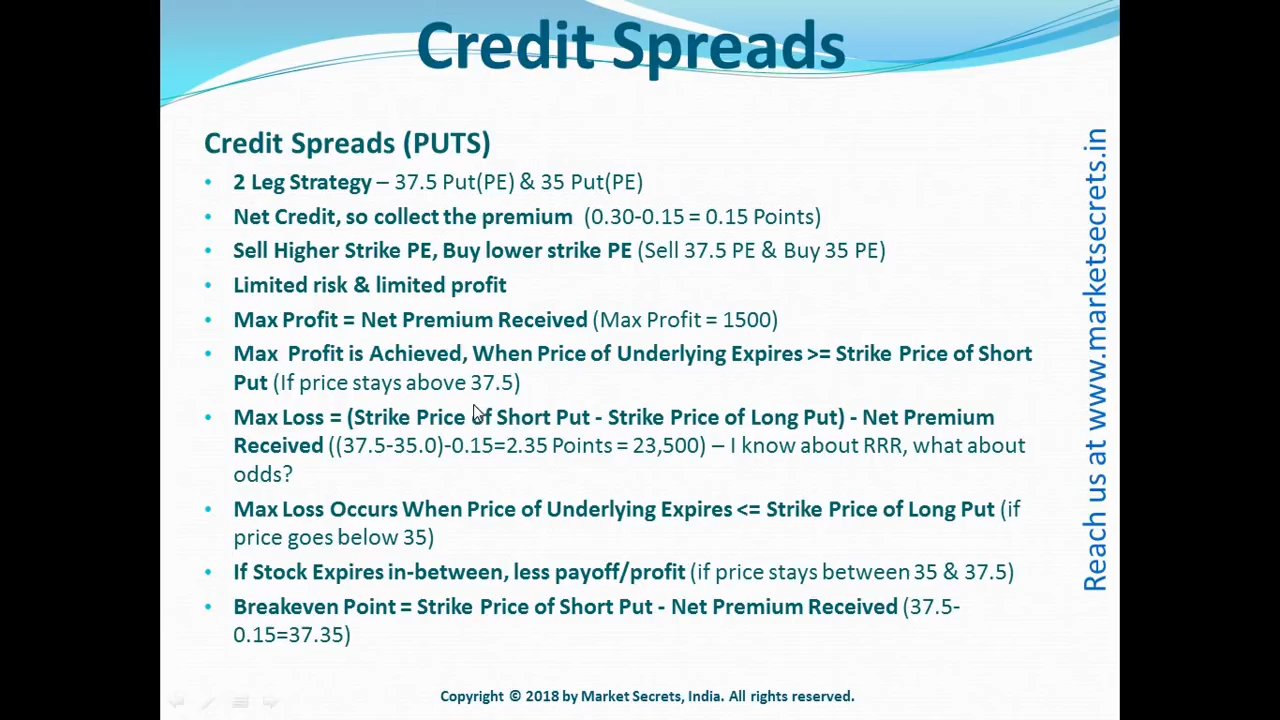 Credit Spreads
Credit Spreads (PUTS)
• 2 Leg Strategy – 37.5 Put(PE) & 35 Put(PE)
• Net Credit, so collect the premium (0.30-0.15 = 0.15 Points)
• Sell Higher Strike PE, Buy lower strike PE (Sell 37.5 PE & Buy 35 PE)
• Limited risk & limited profit
• Max Profit = Net Premium Received (Max Profit = 1500)
• Max Profit is Achieved, When Price of Underlying Expires >= Strike Price of Short
Put (If price stays above 37.5)
• Max Loss = (Strike Price of Short Put - Strike Price of Long Put) - Net Premium
Received ((37.5-35.0)-0.15=2.35 Points = 23,500) – I know about RRR, what about
odds?
• Max Loss Occurs When Price of Underlying Expires <= Strike Price of Long Put (if
price goes below 35)
• If Stock Expires in-between, less payoff/profit (if price stays between 35 & 37.5)
• Breakeven Point = Strike Price of Short Put - Net Premium Received (37.5-
0.15=37.35)
Reach us at www.marketsecrets.in
Copyright © 2018 by Market Secrets, India. All rights reserved.